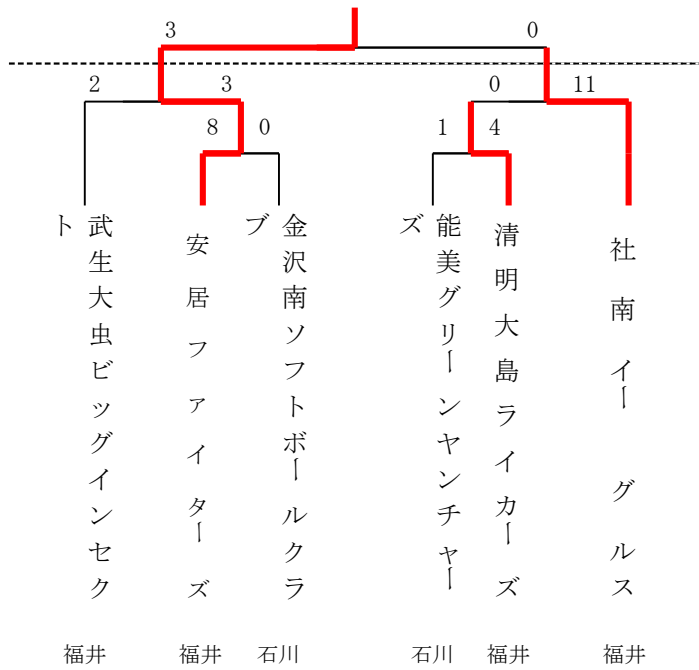 3 0
2 3 0 11
8 0 1 4
武生大虫ビッグインセクト
安居ファイターズ
金沢南ソフトボールクラブ
能美グリーンヤンチャーズ
清明大島ライカーズ
社南イーグルス
福井 福井 石川 石川 福井 福井